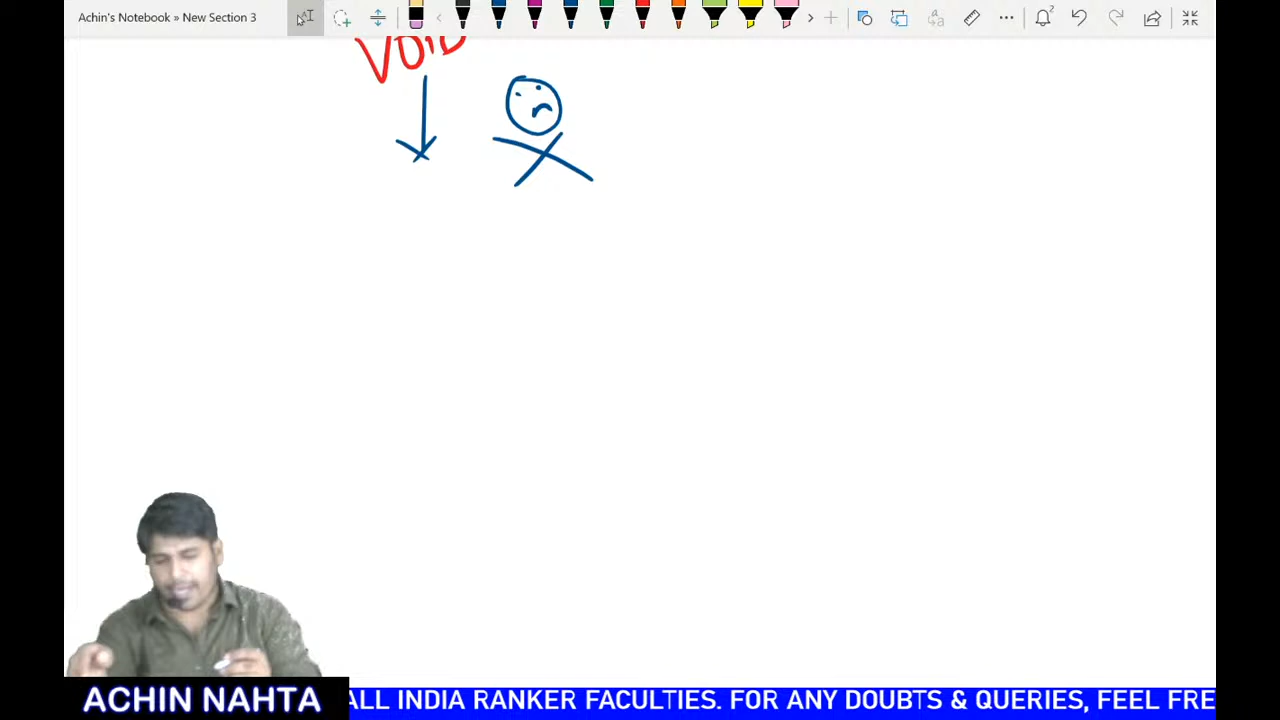 Achin's Notebook » New Section 3
VOID
ACHIN NAHTA
ALL INDIA RANKER FACULTIES. FOR ANY DOUBTS & QUERIES, FEEL FRE